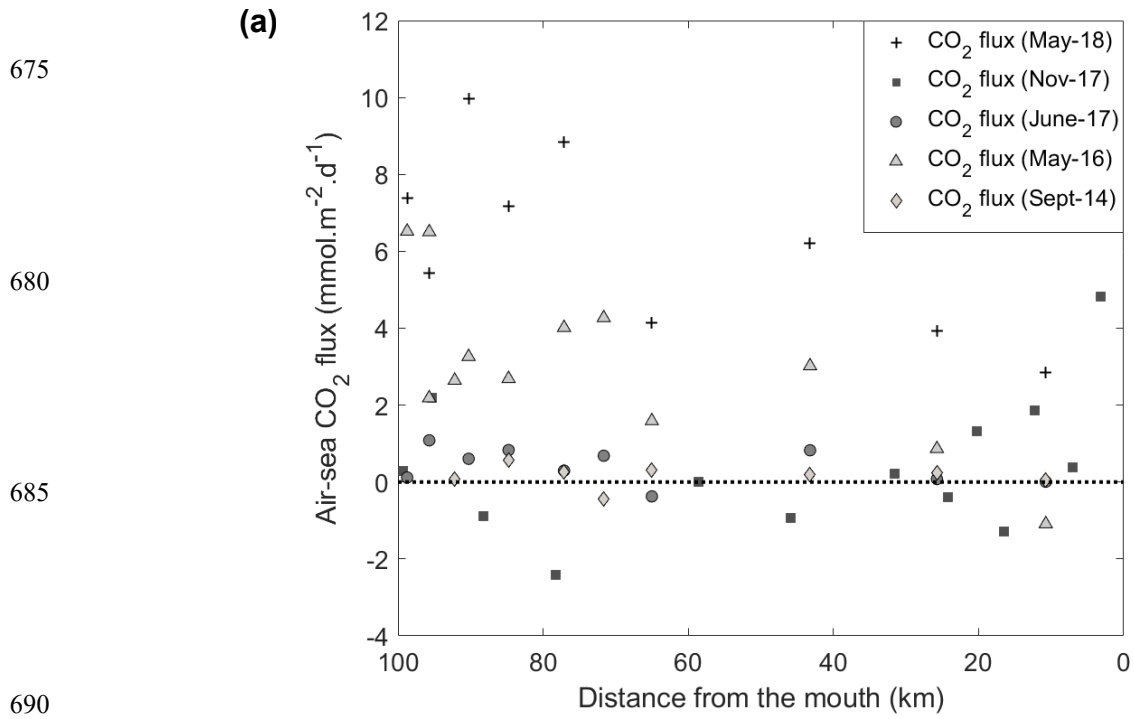 (a)
675
680
685
690
Air-sea CO2 flux (mmol.m-2.d-1)
12
10
8
6
4
2
0
-2
-4
CO2 flux (May-18)
CO2 flux (Nov-17)
CO2 flux (June-17)
CO2 flux (May-16)
CO2 flux (Sept-14)
100 80 60 40 20 0
Distance from the mouth (km)